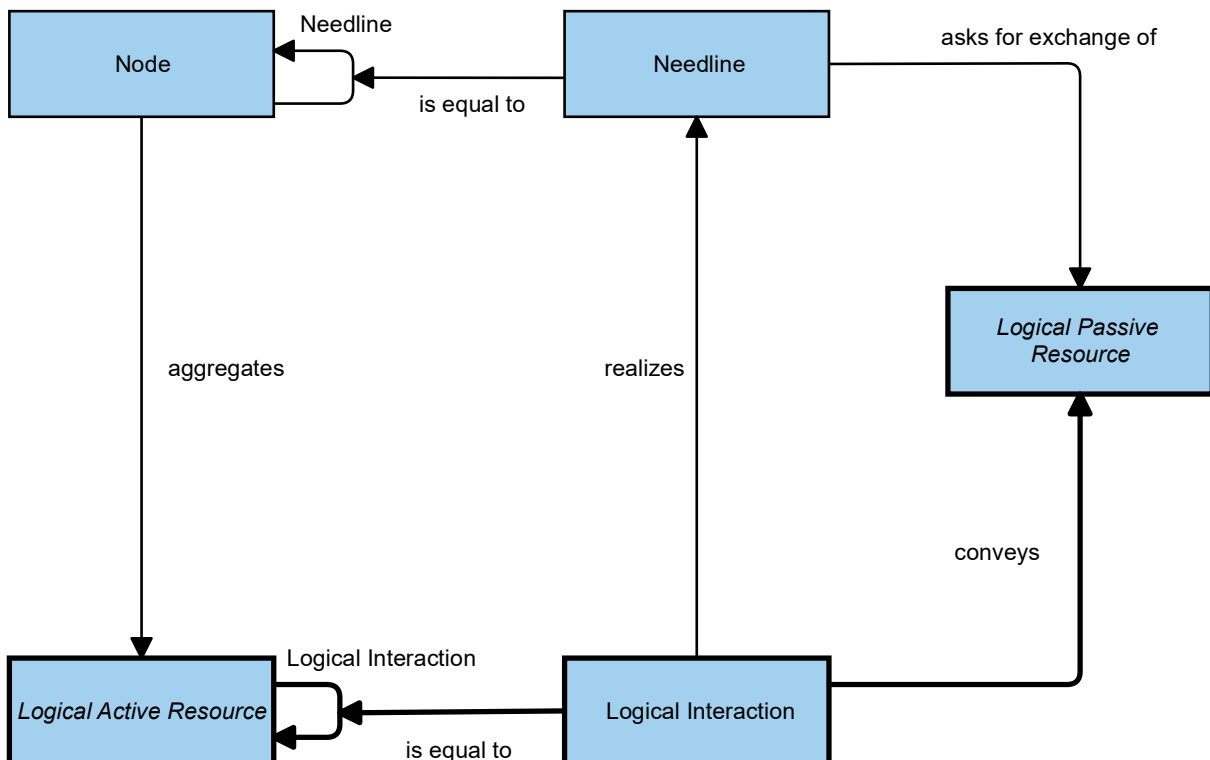 Needline
Node
Needline
asks for exchange of
is equal to
Logical Passive
Resource
aggregates
realizes
conveys
Logical Interaction
Logical Active Resource
Logical Interaction
is equal to